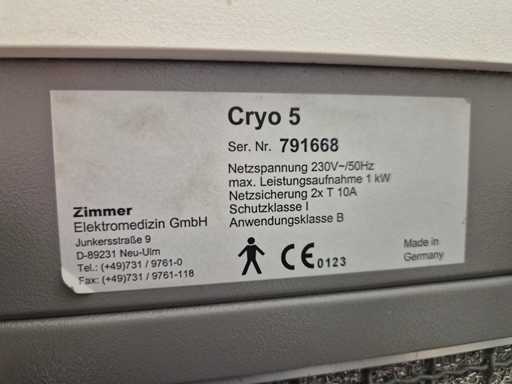 Cryo 5
Ser. Nr. 791668
Netzspannung 230V~/50Hz
max. Leistungsaufnahme 1 kW
Netzsicherung 2x T 10A
Schutzklasse I
Anwendungsklasse B
Zimmer
Elektromedizin GmbH
Junkersstraße 9
D-89231 Neu-Ulm
Tel.: (+49)731 / 9761-0
Fax: (+49)731 / 9761-118
CE 0123
Made in
Germany